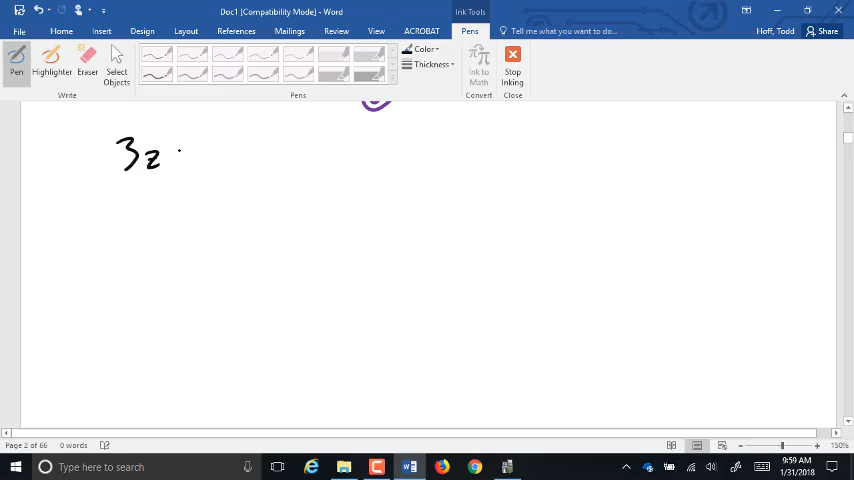 Doc1 [Compatibility Mode] - Word
Ink Tools
File
Home
Insert
Design
Layout
References
Mailings
Review
View
ACROBAT
Pens
Tell me what you want to do...
Hoff, Todd
Share
Pen
Highlighter
Eraser
Select Objects
Color
Thickness
Ink to Math
Stop Inking
Write
Pens
Convert
Close
3z
Page 2 of 66
0 words
150%
Type here to search
9:59 AM
1/31/2018